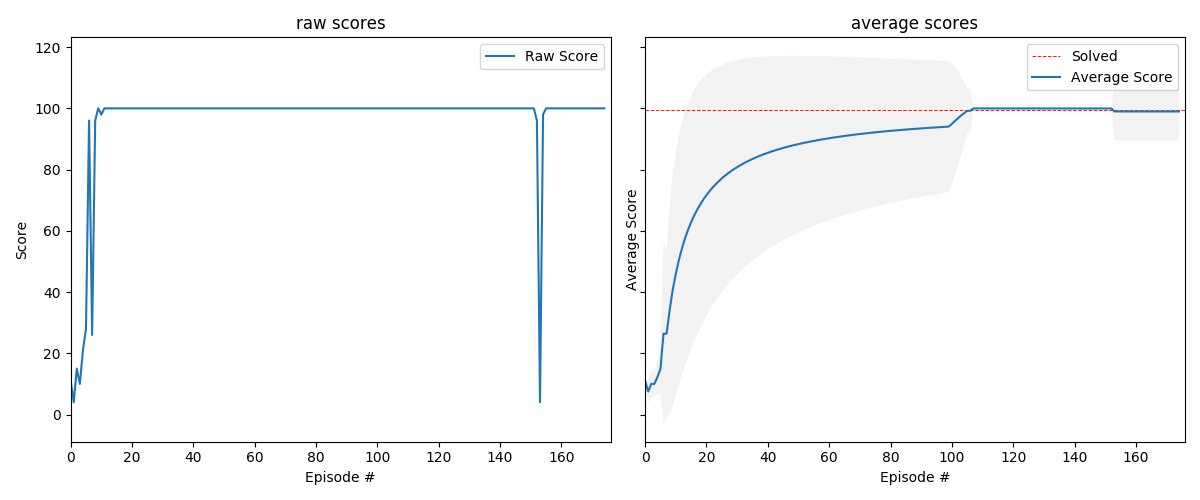 raw scores
Raw Score
Score
120
100
80
60
40
20
0
0 20 40 60 80 100 120 140 160
Episode #
average scores
Solved
Average Score
Average Score
0 20 40 60 80 100 120 140 160
Episode #